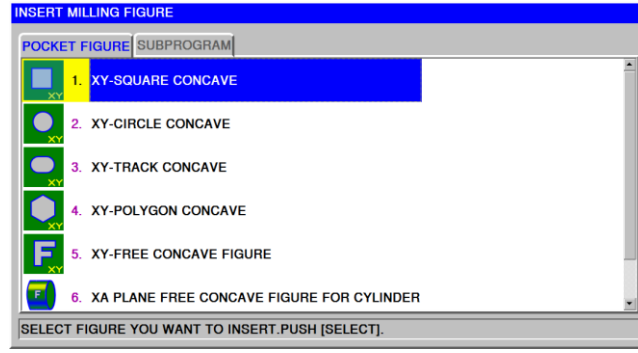 INSERT MILLING FIGURE
POCKET FIGURE SUBPROGRAM
XY 1. XY-SQUARE CONCAVE
XY 2. XY-CIRCLE CONCAVE
XY 3. XY-TRACK CONCAVE
XY 4. XY-POLYGON CONCAVE
F XY 5. XY-FREE CONCAVE FIGURE
F 6. XA PLANE FREE CONCAVE FIGURE FOR CYLINDER
SELECT FIGURE YOU WANT TO INSERT.PUSH [SELECT].